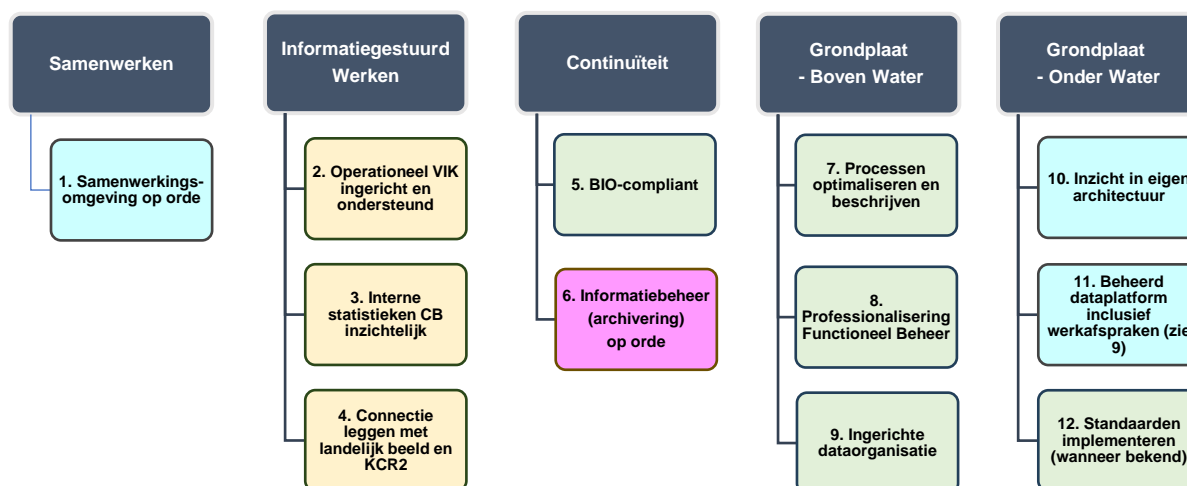 Samenwerken
1. Samenwerkings-
omgeving op orde
Informatiegestuurd
Werken
2. Operationeel VIK
ingericht en
ondersteund
3. Interne
statistieken CB
inzichtelijk
4. Connectie
leggen met
landelijk beeld en
KCR2
Continuïteit
5. BIO-compliant
6. Informatiebeheer
(archivering)
op orde
Grondplaat
- Boven Water
7. Processen
optimaliseren en
beschrijven
8.
Professionalisering
Functioneel Beheer
9. Ingerichte
dataorganisatie
Grondplaat
- Onder Water
10. Inzicht in eigen
architectuur
11. Beheerd
dataplatform
inclusief
werkafspraken (zie
9)
12. Standaarden
implementeren
(wanneer bekend)